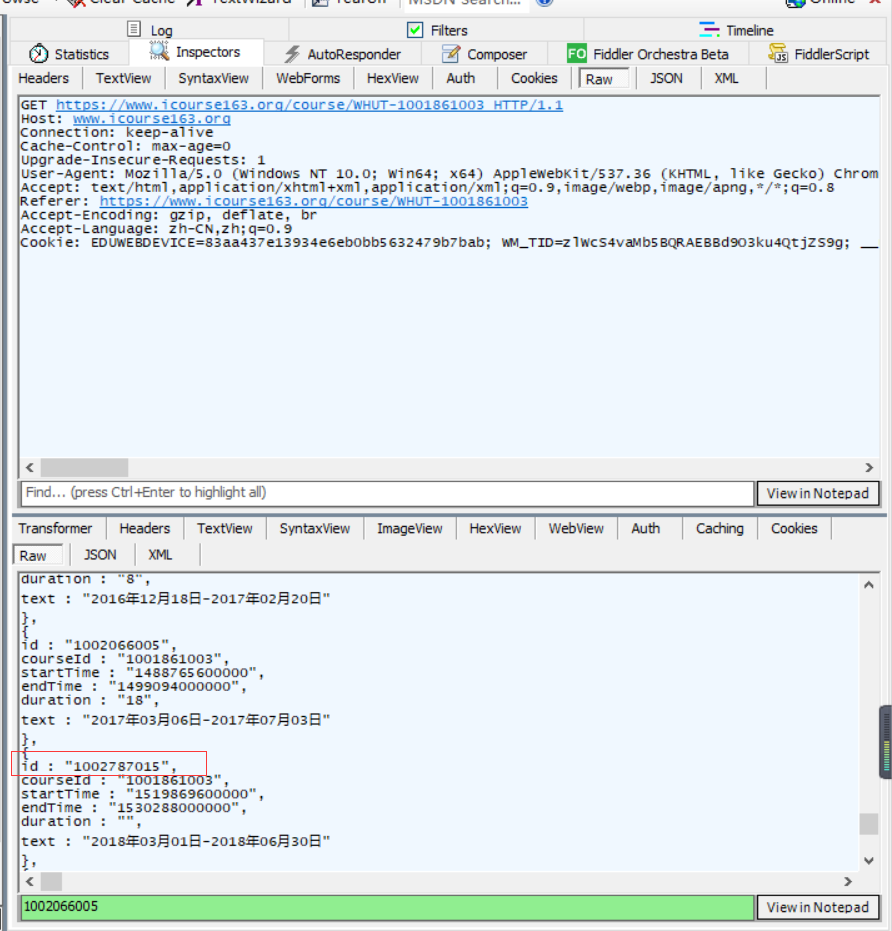 Clear Cache TextWizard TearOff MSDN Search... Online
Log Filters Timeline
Statistics Inspectors AutoResponder Composer FO Fiddler Orchestra Beta FiddlerScript
Headers TextView SyntaxView WebForms HexView Auth Cookies Raw JSON XML
GET https://www.icourse163.org/course/WHUT-1001861003 HTTP/1.1
Host: www.icourse163.org
Connection: keep-alive
Cache-Control: max-age=0
Upgrade-Insecure-Requests: 1
User-Agent: Mozilla/5.0 (Windows NT 10.0; Win64; x64) AppleWebKit/537.36 (KHTML, like Gecko) Chrom
Accept: text/html,application/xhtml+xml,application/xml;q=0.9,image/webp,image/apng,*/*;q=0.8
Referer: https://www.icourse163.org/course/WHUT-1001861003
Accept-Encoding: gzip, deflate, br
Accept-Language: zh-CN,zh;q=0.9
Cookie: EDUWEBDEVICE=83aa437e13934e6eb0bb5632479b7bab; WM_TID=zlWcS4vaMb5BQRAEBBd9O3ku4QtjZS9g; __
Find... (press Ctrl+Enter to highlight all) View in Notepad
Transformer Headers TextView SyntaxView ImageView HexView WebView Auth Caching Cookies
Raw JSON XML
duration : "8",
text : "2016年12月18日-2017年02月20日"
},
{
id : "1002066005",
courseId : "1001861003",
startTime : "1488765600000",
endTime : "1499094000000",
duration : "18",
text : "2017年03月06日-2017年07月03日"
},
{
id : "1002787015",
courseId : "1001861003",
startTime : "1519869600000",
endTime : "1530288000000",
duration : "",
text : "2018年03月01日-2018年06月30日"
},
1002066005 View in Notepad